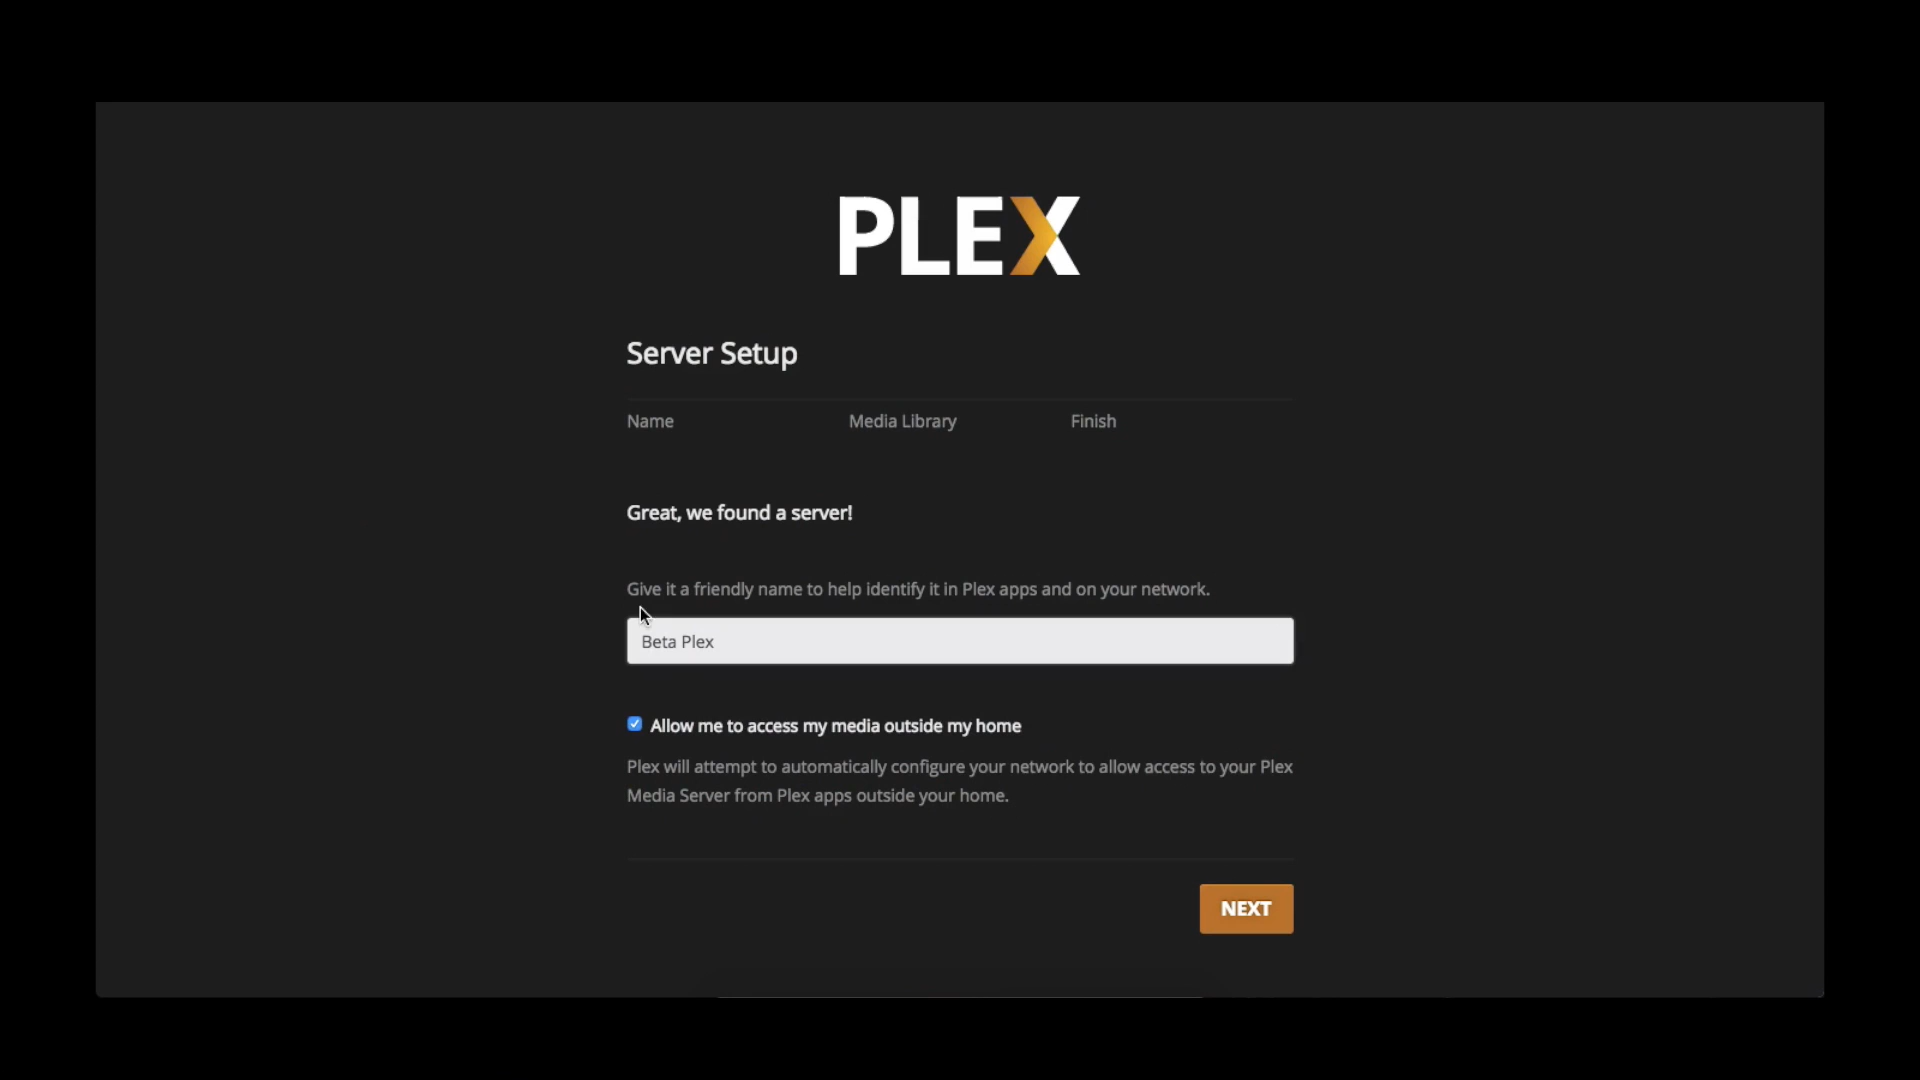 PLEX
Server Setup
Name Media Library Finish
Great, we found a server!
Give it a friendly name to help identify it in Plex apps and on your network.
Beta Plex
Allow me to access my media outside my home
Plex will attempt to automatically configure your network to allow access to your Plex
Media Server from Plex apps outside your home.
NEXT